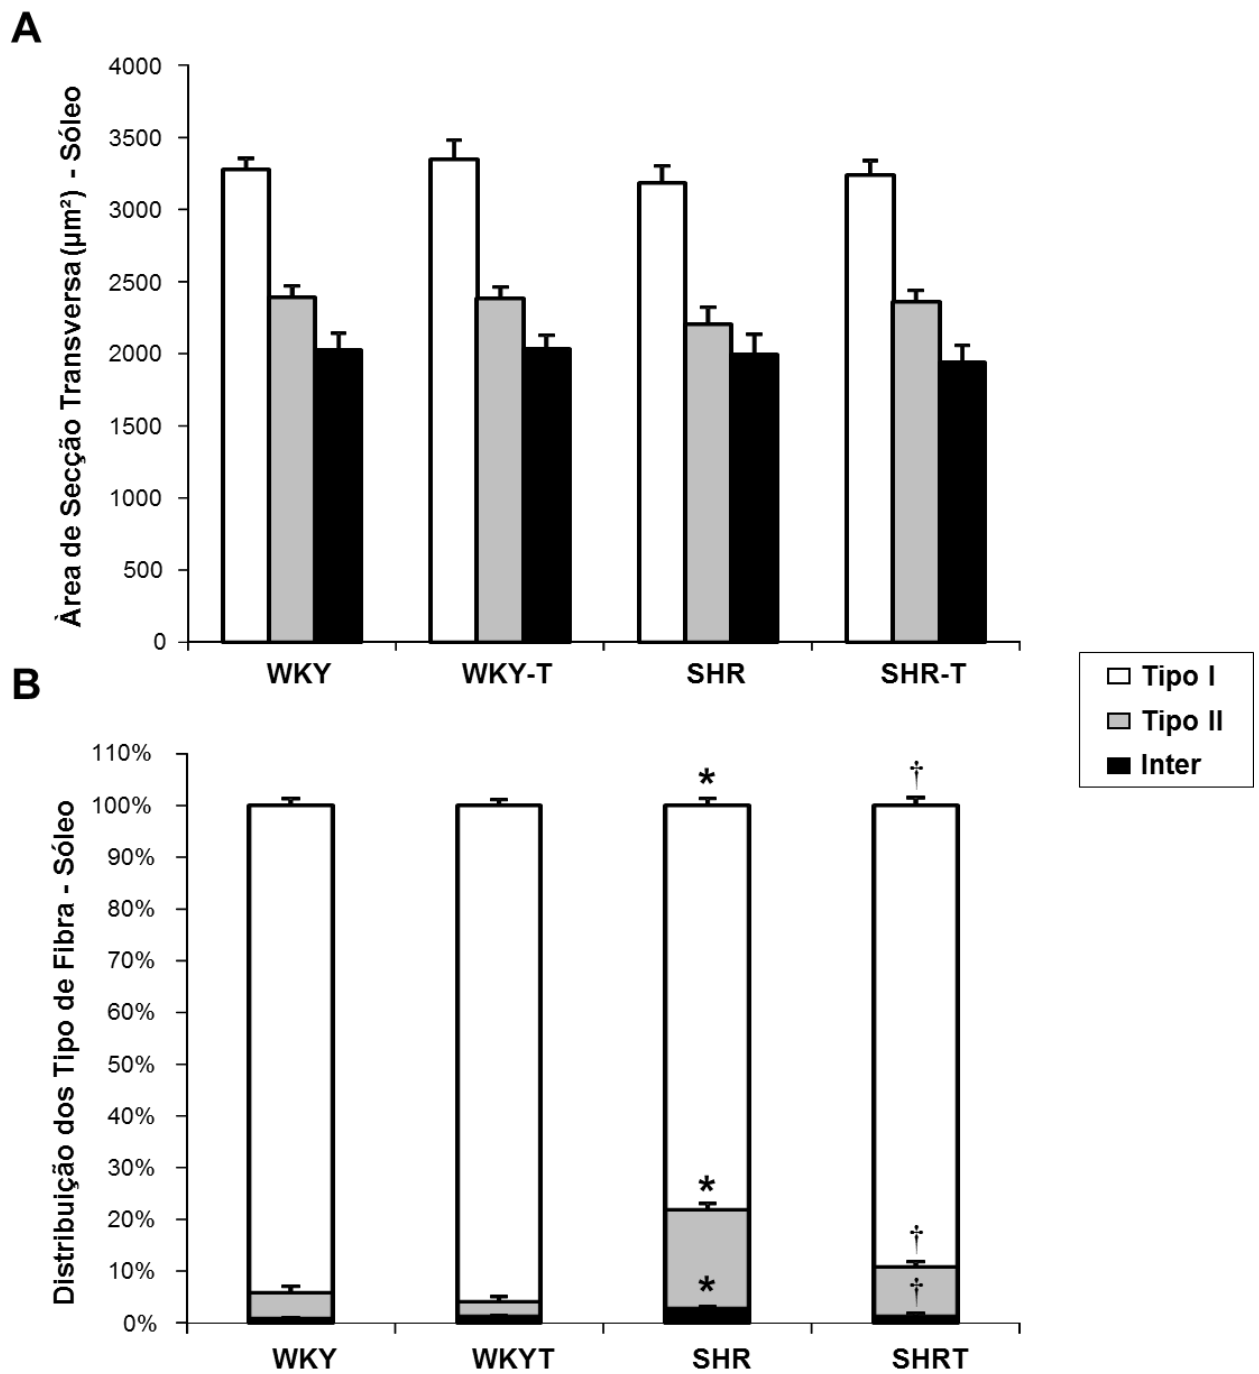 A
Àrea de Secção Transversa (µm²) - Sóleo
4000
3500
3000
2500
2000
1500
1000
500
0
WKY WKY-T SHR SHR-T
Tipo I
Tipo II
Inter
B
Distribuição dos Tipo de Fibra - Sóleo
110%
100%
90%
80%
70%
60%
50%
40%
30%
20%
10%
0%
* †
* †
* †
WKY WKYT SHR SHRT